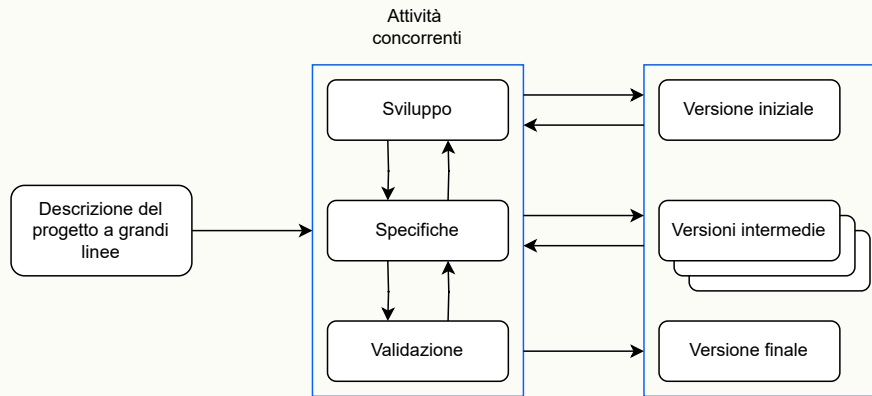 Attività
concorrenti
Sviluppo
Versione iniziale
Descrizione del
progetto a grandi
linee
Specifiche
Versioni intermedie
Validazione
Versione finale